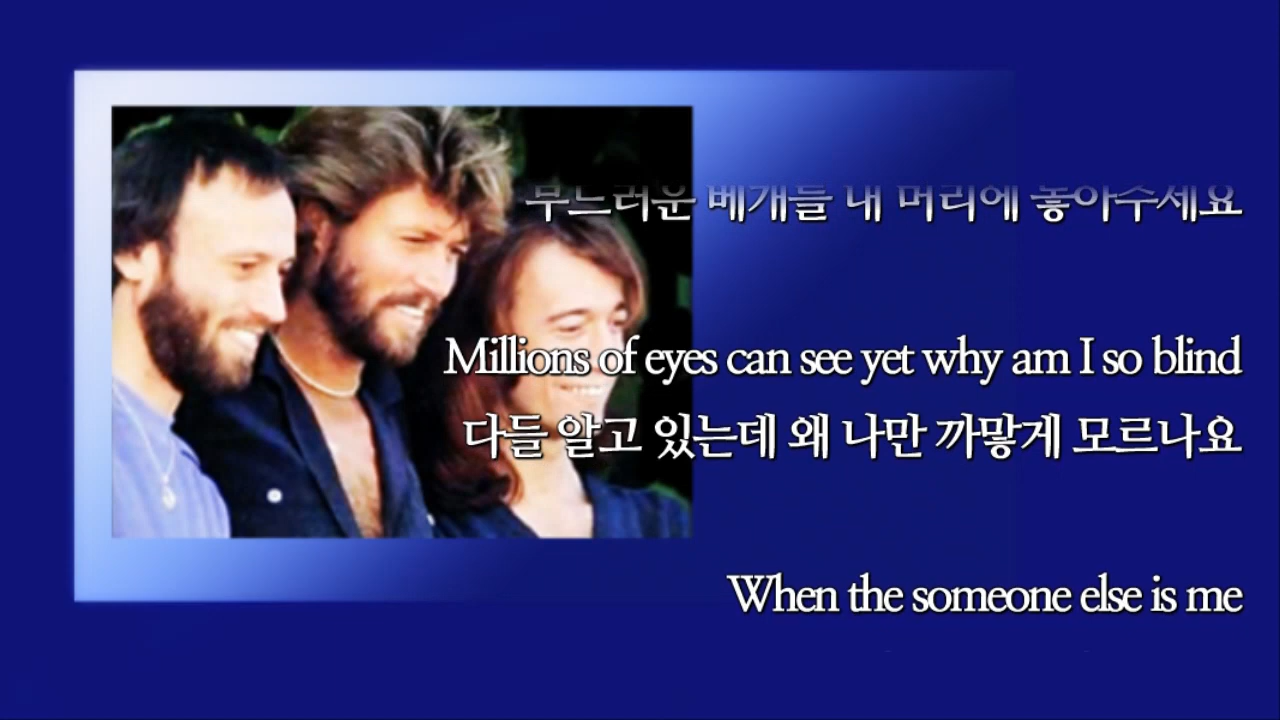 부드러운 베개를 내 머리에 놓아주세요
Millions of eyes can see yet why am I so blind
다들 알고 있는데 왜 나만 까맣게 모르나요
When the someone else is me